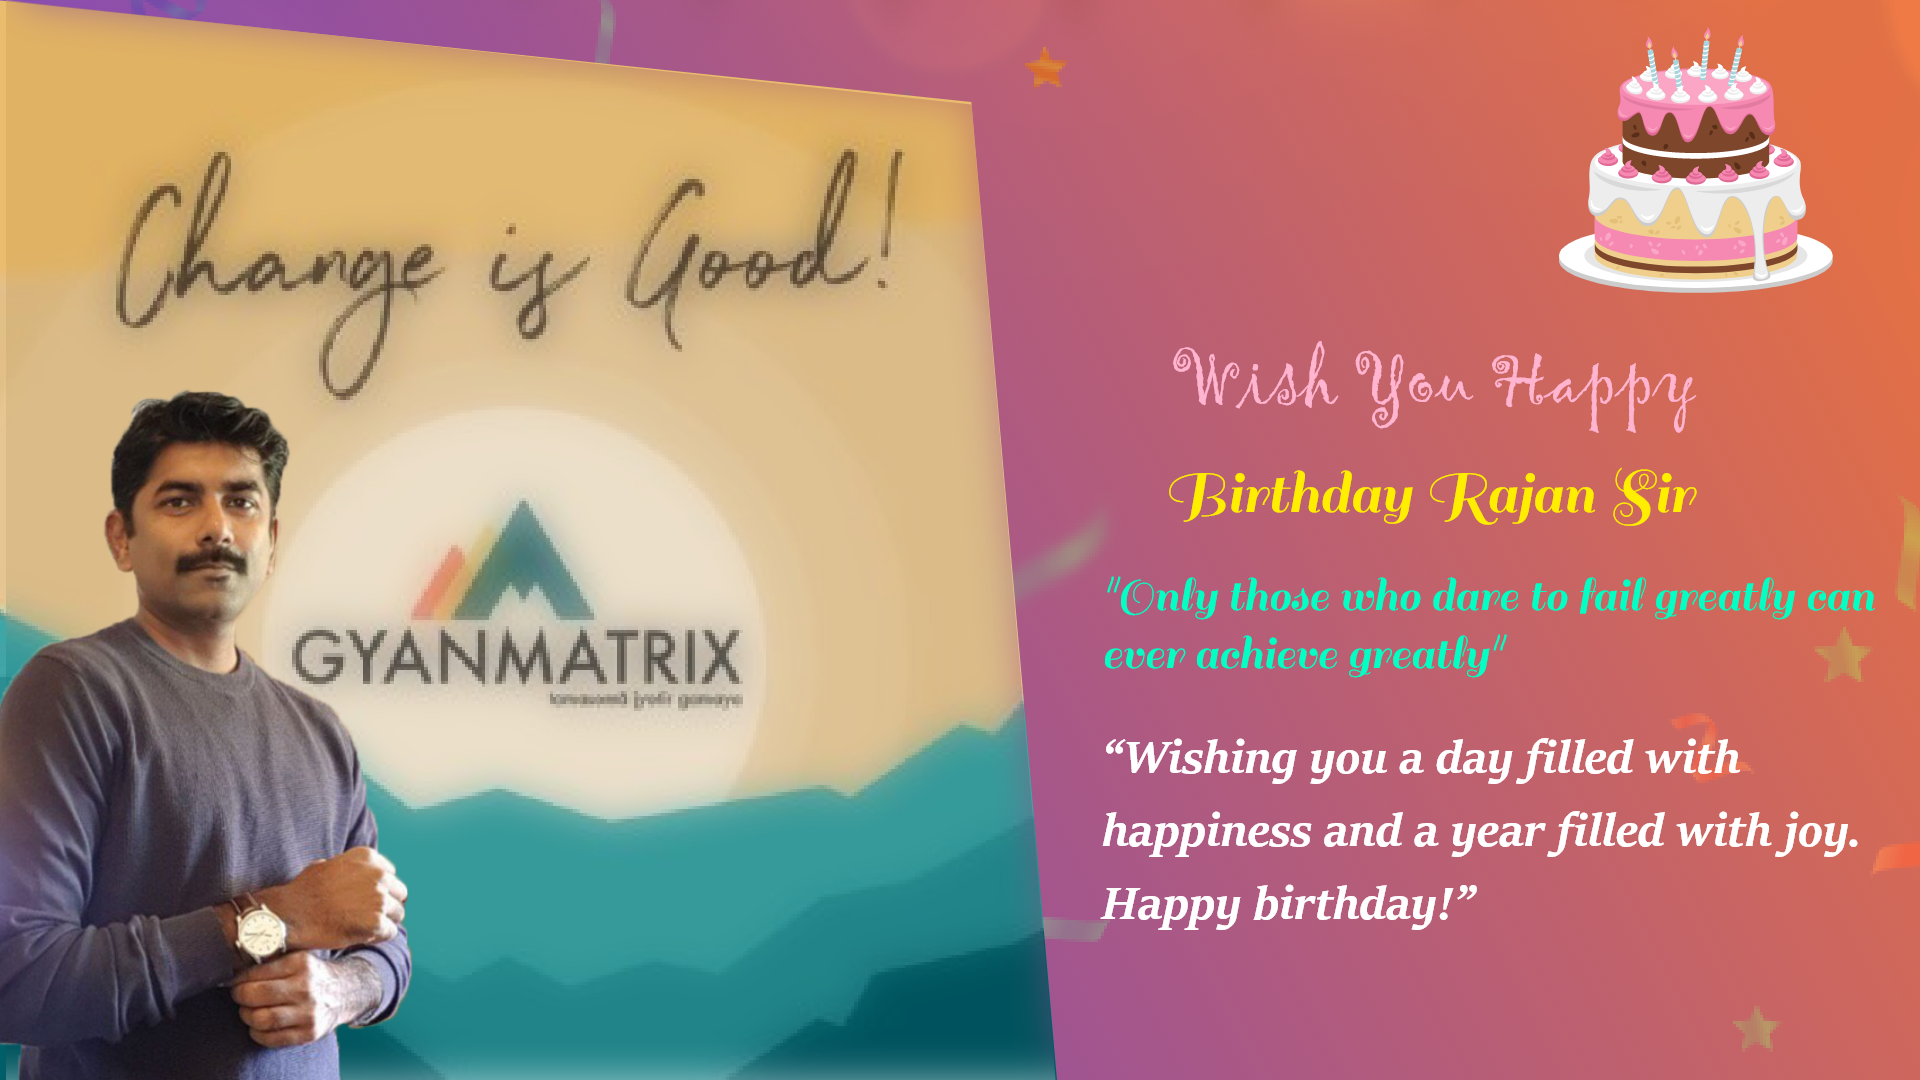 Change is Good!
GYANMATRIX
Wish You Happy
Birthday Rajan Sir
"Only those who dare to fail greatly can
ever achieve greatly"
“Wishing you a day filled with
happiness and a year filled with joy.
Happy birthday!”